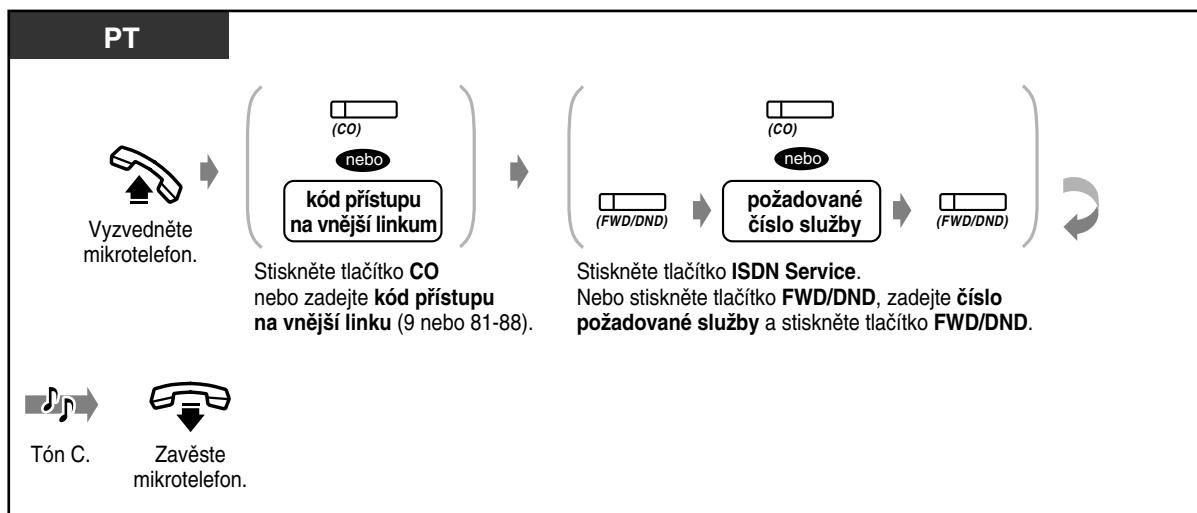 PT
(CO)
nebo
kód přístupu
na vnější linkum
Vyzvedněte
mikrotelefon.
Stiskněte tlačítko CO
nebo zadejte kód přístupu
na vnější linku (9 nebo 81-88).
(CO)
nebo
(FWD/DND)
požadované
číslo služby
(FWD/DND)
Stiskněte tlačítko ISDN Service.
Nebo stiskněte tlačítko FWD/DND, zadejte číslo
požadované služby a stiskněte tlačítko FWD/DND.
Tón C.
Zavěste
mikrotelefon.